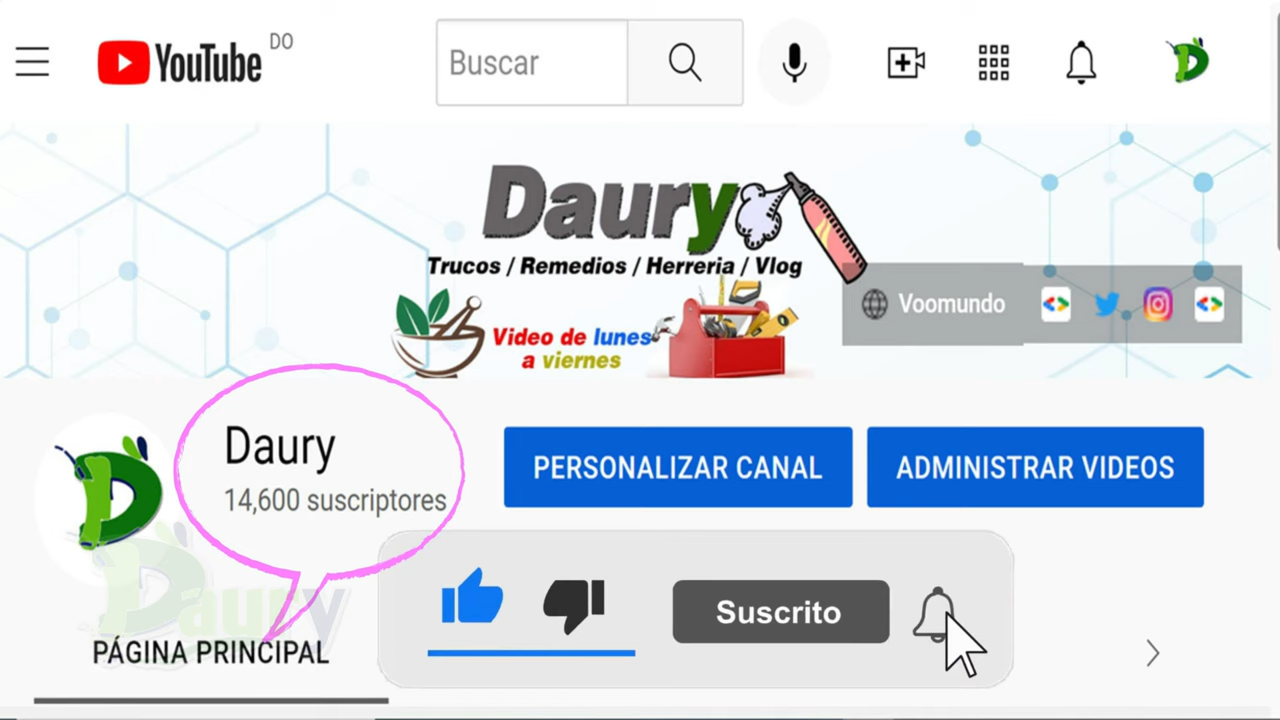 YouTube DO
Buscar
Daury
Trucos / Remedios / Herreria / Vlog
Voomundo
Video de lunes
a viernes
Daury
14,600 suscriptores
PERSONALIZAR CANAL
ADMINISTRAR VIDEOS
Daury
Suscrito
PÁGINA PRINCIPAL